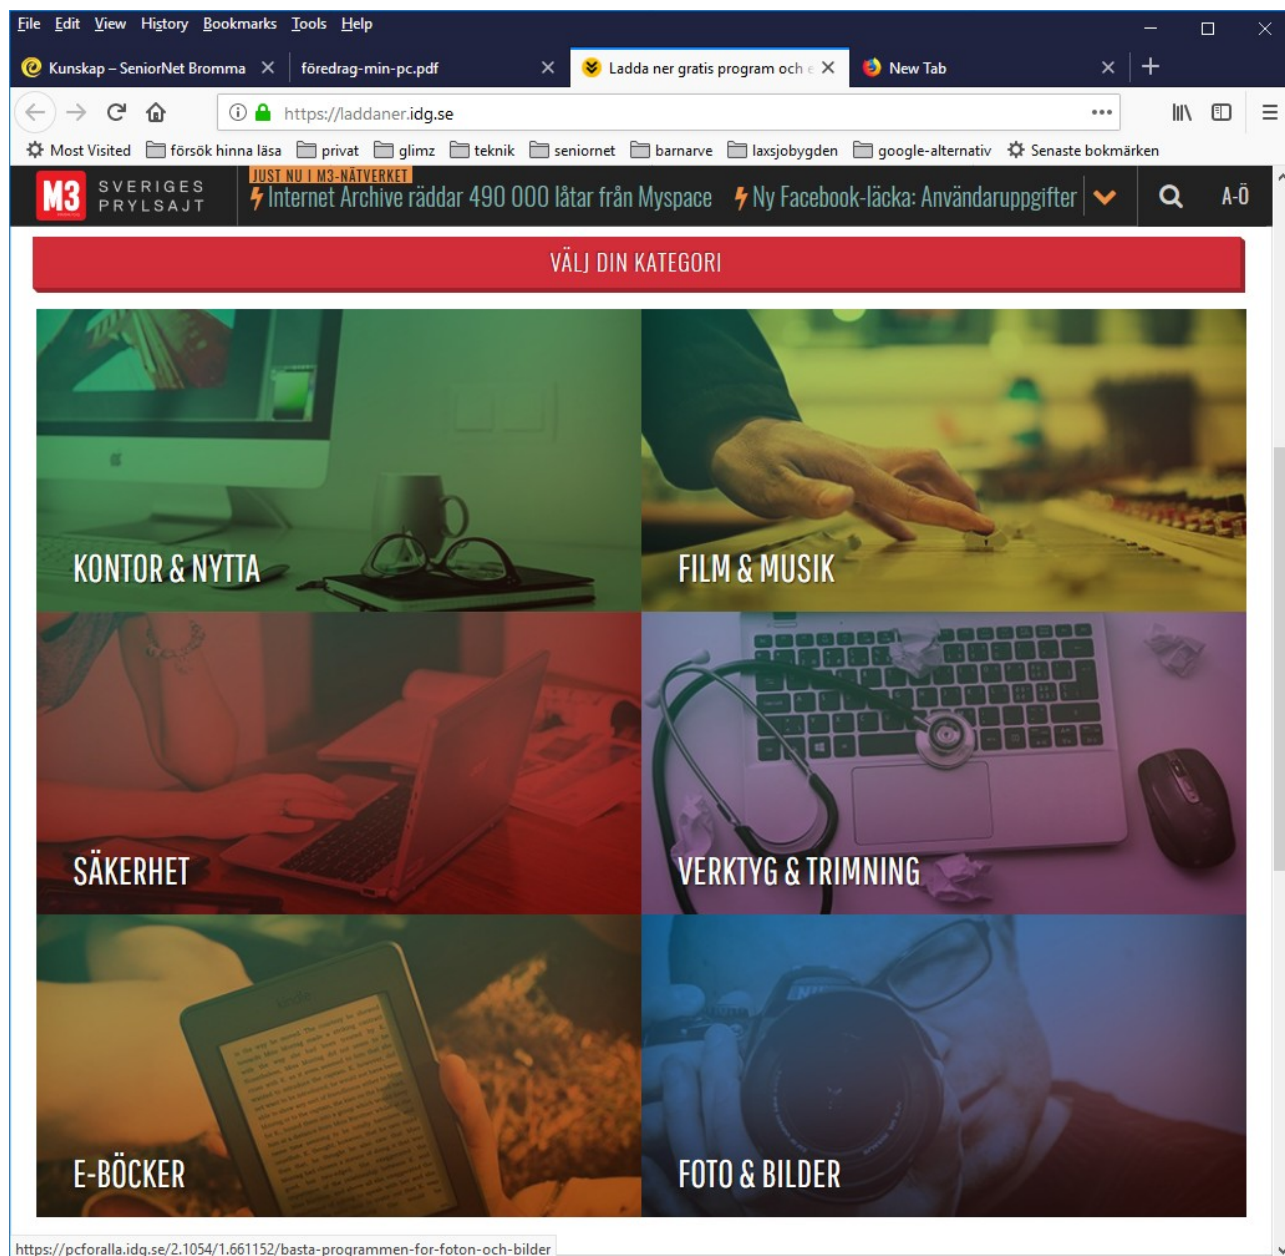 File Edit View History Bookmarks Tools Help
Kunskap – SeniorNet Bromma
föredrag-min-pc.pdf
Ladda ner gratis program och e
New Tab
https://laddaner.idg.se
Most Visited försök hinna läsa privat glimz teknik seniornet barnarve laxsjobygden google-alternativ Senaste bokmärken
M3 SVERIGES PRYLSAJT
JUST NU I M3-NÄTVERKET
Internet Archive räddar 490 000 låtar från Myspace Ny Facebook-läcka: Användaruppgifter
A-Ö
VÄLJ DIN KATEGORI
KONTOR & NYTTA
FILM & MUSIK
SÄKERHET
VERKTYG & TRIMNING
kindle
E-BÖCKER
FOTO & BILDER
https://pcforalla.idg.se/2.1054/1.661152/basta-programmen-for-foton-och-bilder